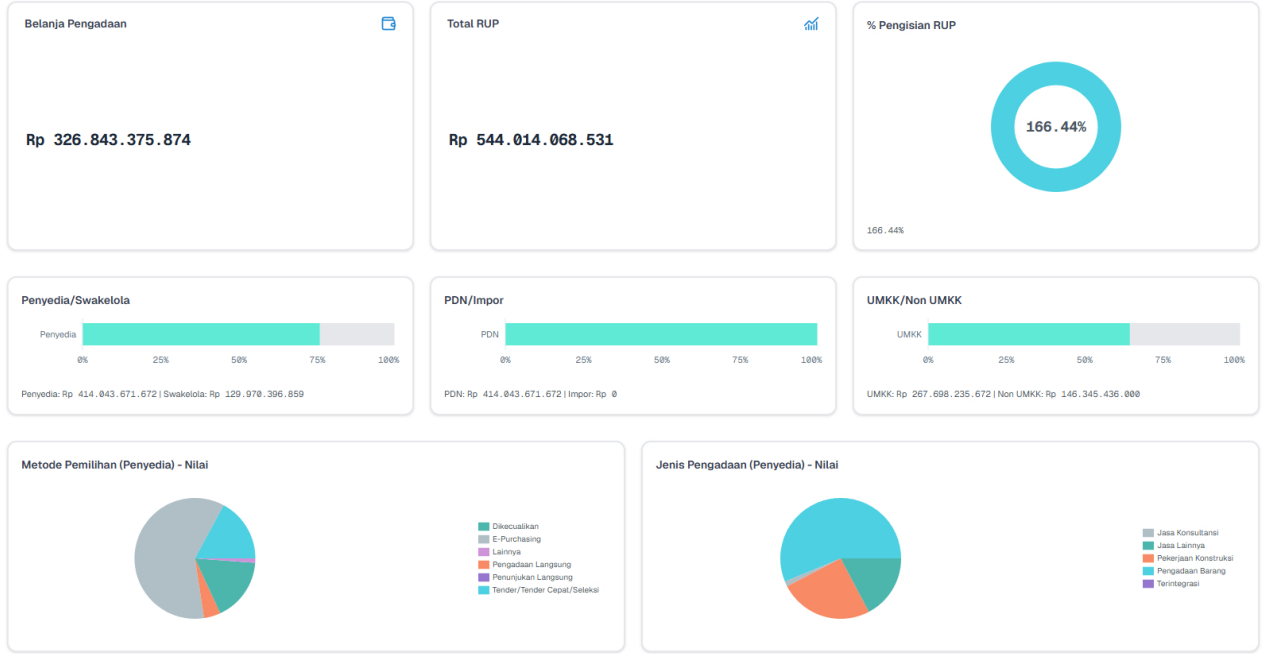 Belanja Pengadaan
Rp 326.843.375.874
Total RUP
Rp 544.014.068.531
% Pengisian RUP
166.44%
166.44%
Penyedia/Swakelola
Penyedia
0% 25% 50% 75% 100%
Penyedia: Rp 414.043.671.672 | Swakelola: Rp 129.970.396.859
PDN/Impor
PDN
0% 25% 50% 75% 100%
PDN: Rp 414.043.671.672 | Impor: Rp 0
UMKK/Non UMKK
UMKK
0% 25% 50% 75% 100%
UMKK: Rp 267.698.235.672 | Non UMKK: Rp 146.345.436.000
Metode Pemilihan (Penyedia) - Nilai
Dikecualikan
E-Purchasing
Lainnya
Pengadaan Langsung
Penunjukan Langsung
Tender/Tender Cepat/Seleksi
Jenis Pengadaan (Penyedia) - Nilai
Jasa Konsultansi
Jasa Lainnya
Pekerjaan Konstruksi
Pengadaan Barang
Terintegrasi